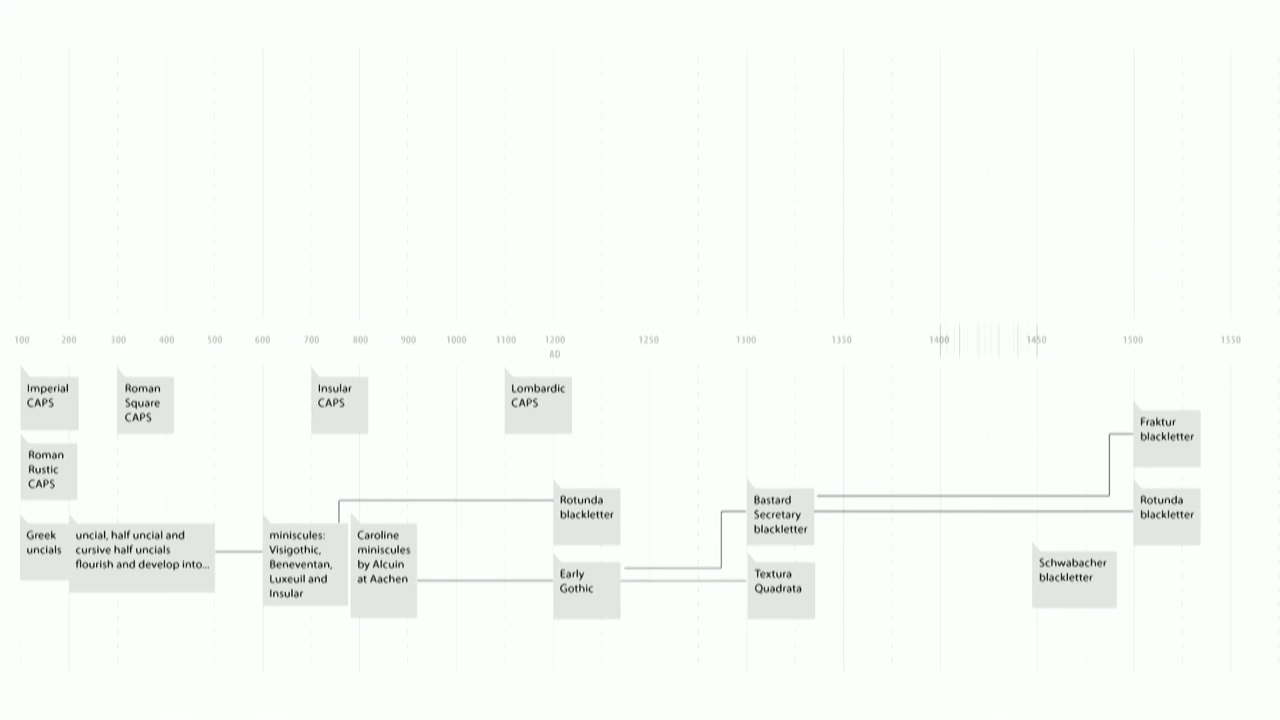 100 200 300 400 500 600 700 800 900 1000 1100 1200 1250 1300 1350 1400 1450 1500 1550
AD
Imperial
CAPS
Roman
Square
CAPS
Insular
CAPS
Lombardic
CAPS
Fraktur
blackletter
Roman
Rustic
CAPS
Rotunda
blackletter
Bastard
Secretary
blackletter
Rotunda
blackletter
Greek
uncials
uncial, half uncial and
cursive half uncials
flourish and develop into...
miniscules:
Visigothic,
Beneventan,
Luxeuil and
Insular
Caroline
miniscules
by Alcuin
at Aachen
Early
Gothic
Textura
Quadrata
Schwabacher
blackletter